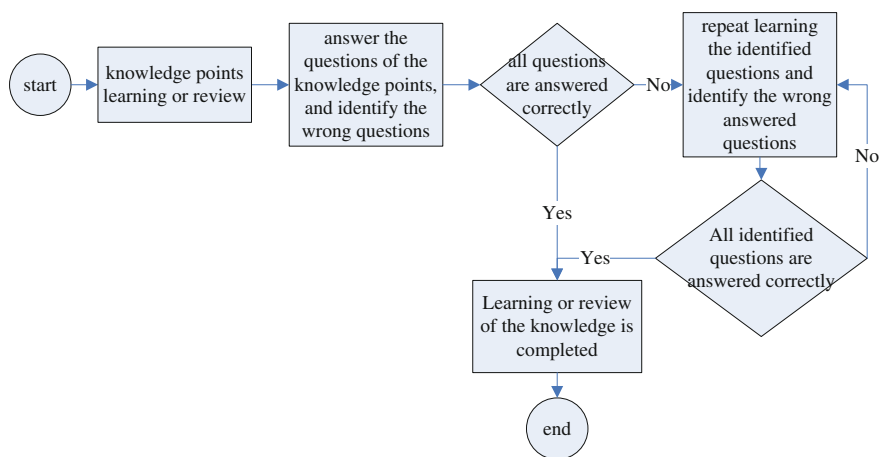 start
knowledge points
learning or review
answer the
questions of the
knowledge points,
and identify the
wrong questions
all questions
are answered
correctly
No
repeat learning
the identified
questions and
identify the wrong
answered
questions
No
Yes
All identified
questions are
answered correctly
Yes
Learning or review
of the knowledge is
completed
end